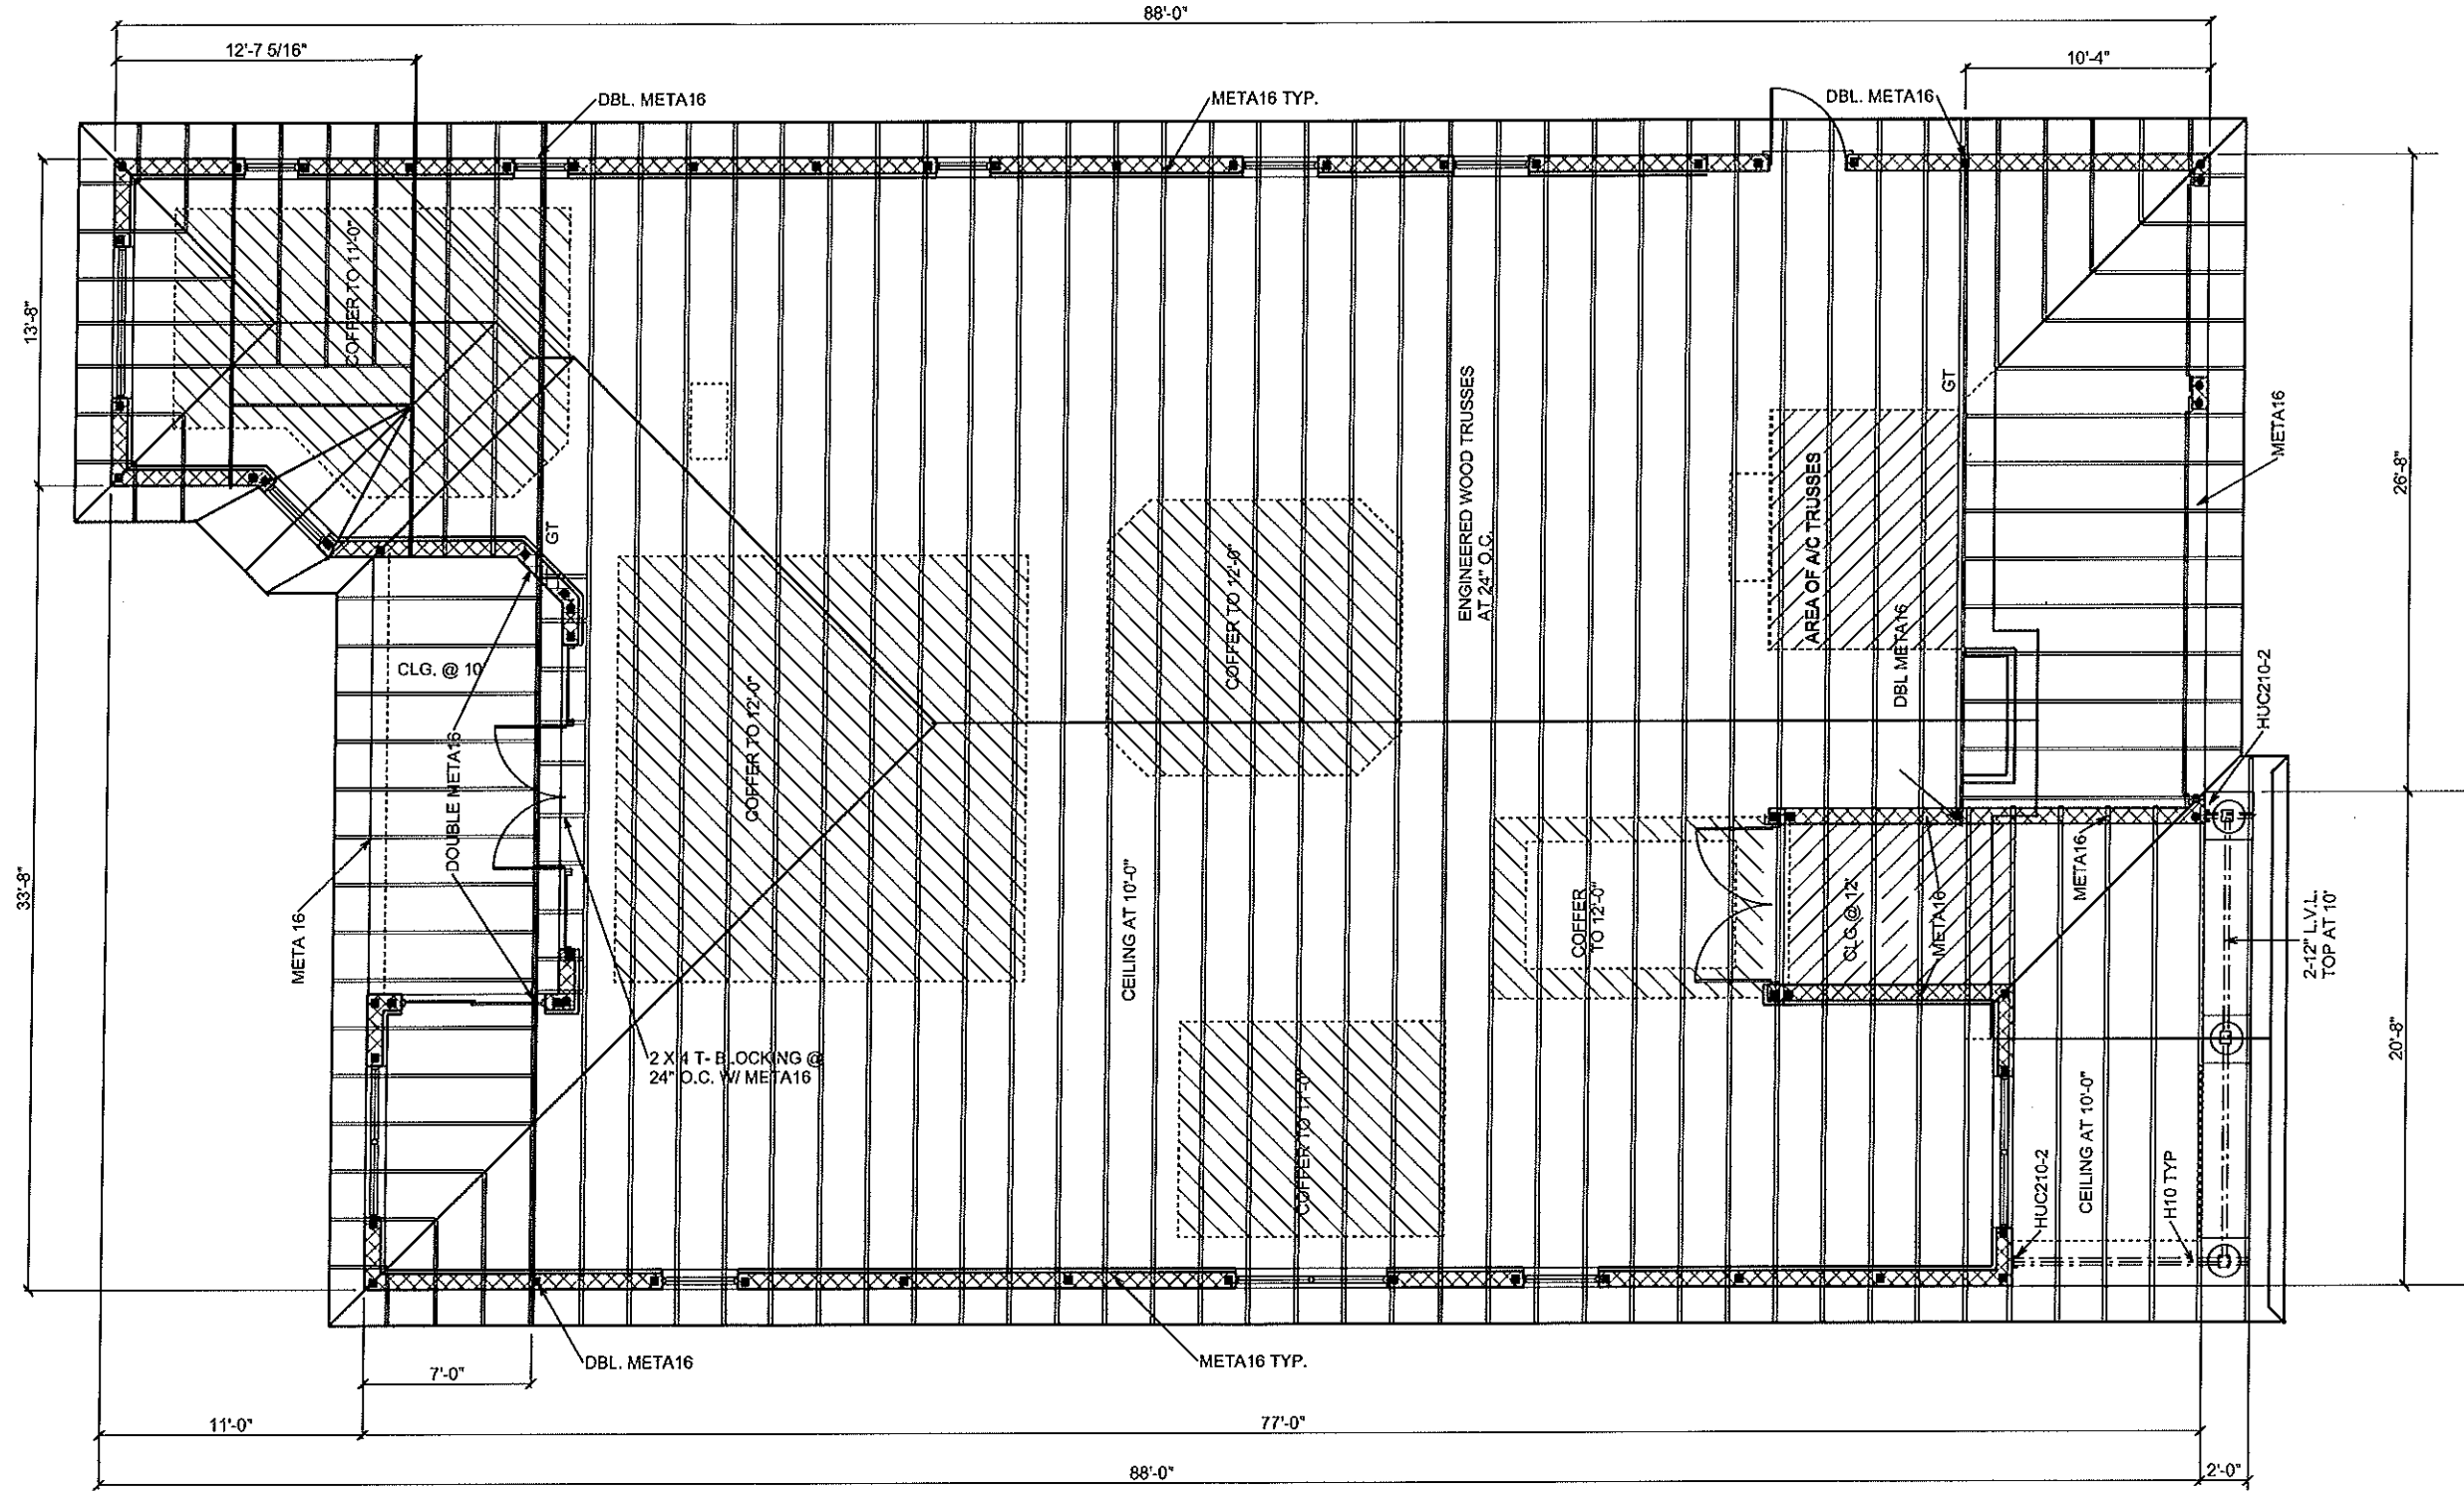 88'-0"
12'-7 5/16"
10'-4"
DBL. META16
META16 TYP.
DBL. META16
13'-8"
COFFER TO 11'-0"
ENGINEERED WOOD TRUSSES
AT 24" O.C.
GT
META16
26'-8"
AREA OF A/C TRUSSES
GT
COFFER TO 12'-0"
DBL META16
CLG. @ 10'
HUC210-2
COFFER TO 12'-0"
DOUBLE META16
33'-8"
META 16
CEILING AT 10'-0"
COFFER
TO 12'-0"
CLG @ 12'
META16
META16
2-12" L.V.L.
TOP AT 10'
2 X 4 T- BLOCKING @
24" O.C. W/ META16
COFFER TO 11'-0"
20'-8"
HUC210-2
CEILING AT 10'-0"
H10 TYP
DBL. META16
META16 TYP.
7'-0"
11'-0"
77'-0"
88'-0"
2'-0"